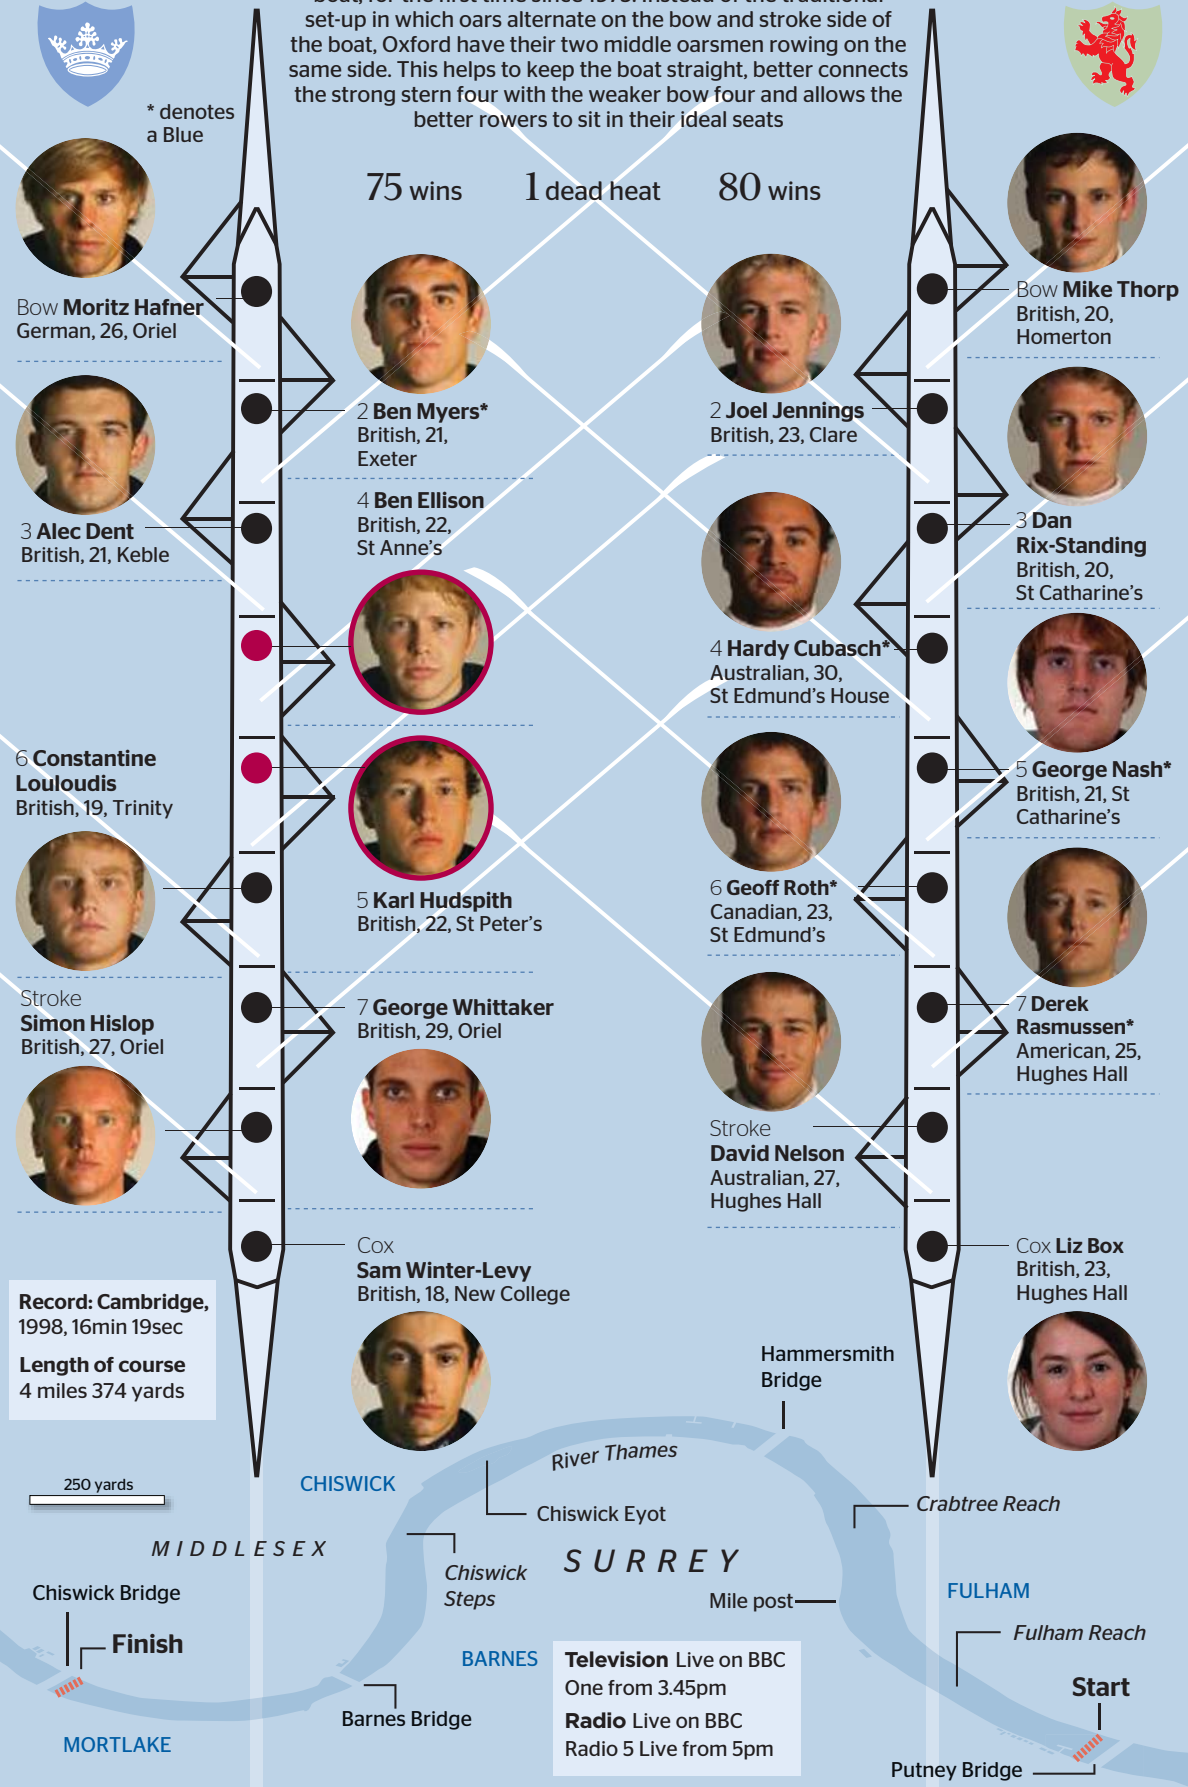 boat, for the first time since 1973. Instead of the traditional
set-up in which oars alternate on the bow and stroke side of
the boat, Oxford have their two middle oarsmen rowing on the
same side. This helps to keep the boat straight, better connects
the strong stern four with the weaker bow four and allows the
better rowers to sit in their ideal seats
* denotes
a Blue
75 wins
1 dead heat
80 wins
Bow Moritz Hafner
German, 26, Oriel
2 Ben Myers*
British, 21,
Exeter
3 Alec Dent
British, 21, Keble
4 Ben Ellison
British, 22,
St Anne's
6 Constantine
Louloudis
British, 19, Trinity
5 Karl Hudspith
British, 22, St Peter's
Stroke
Simon Hislop
British, 27, Oriel
7 George Whittaker
British, 29, Oriel
Cox
Sam Winter-Levy
British, 18, New College
Bow Mike Thorp
British, 20,
Homerton
2 Joel Jennings
British, 23, Clare
3 Dan
Rix-Standing
British, 20,
St Catharine's
4 Hardy Cubasch*
Australian, 30,
St Edmund's House
5 George Nash*
British, 21, St
Catharine's
6 Geoff Roth*
Canadian, 23,
St Edmund's
7 Derek
Rasmussen*
American, 25,
Hughes Hall
Stroke
David Nelson
Australian, 27,
Hughes Hall
Cox Liz Box
British, 23,
Hughes Hall
Record: Cambridge,
1998, 16min 19sec
Length of course
4 miles 374 yards
Hammersmith
Bridge
River Thames
CHISWICK
250 yards
Chiswick Eyot
Crabtree Reach
MIDDLESEX
SURREY
Chiswick
Steps
Chiswick Bridge
Mile post
FULHAM
Finish
Fulham Reach
BARNES
Television Live on BBC
One from 3.45pm
Radio Live on BBC
Radio 5 Live from 5pm
Start
Barnes Bridge
MORTLAKE
Putney Bridge